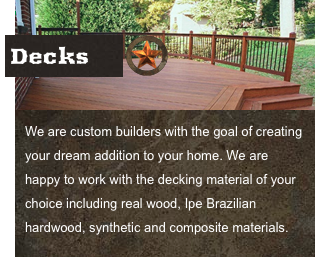 Decks
We are custom builders with the goal of creating
your dream addition to your home. We are
happy to work with the decking material of your
choice including real wood, Ipe Brazilian
hardwood, synthetic and composite materials.